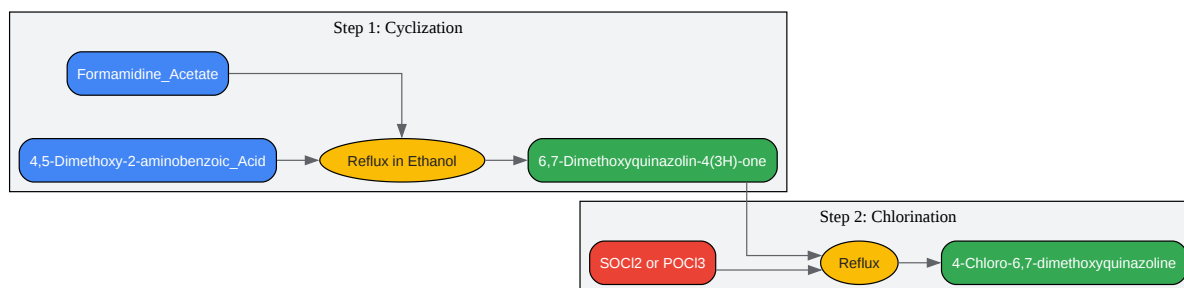 Step 1: Cyclization
Formamidine_Acetate
4,5-Dimethoxy-2-aminobenzoic_Acid
Reflux in Ethanol
6,7-Dimethoxyquinazolin-4(3H)-one
Step 2: Chlorination
SOCl2 or POCl3
Reflux
4-Chloro-6,7-dimethoxyquinazoline